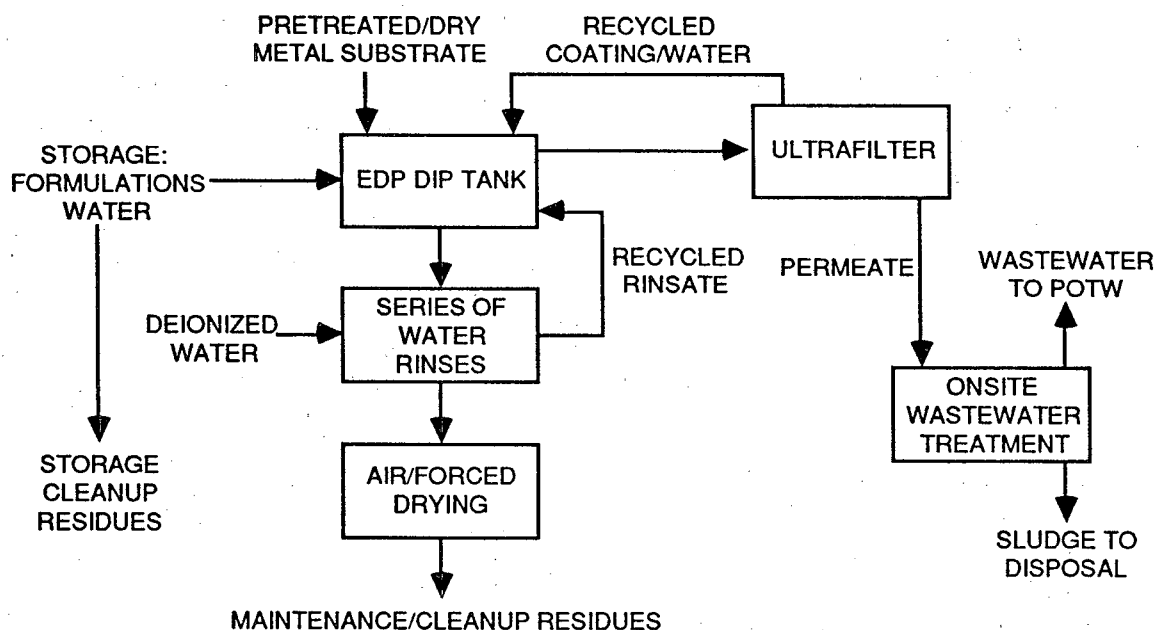 PRETREATED/DRY
METAL SUBSTRATE
RECYCLED
COATING/WATER
ULTRAFILTER
STORAGE:
FORMULATIONS
WATER
EDP DIP TANK
RECYCLED
RINSATE
PERMEATE
WASTEWATER
TO POTW
DEIONIZED
WATER
SERIES OF
WATER
RINSES
ONSITE
WASTEWATER
TREATMENT
STORAGE
CLEANUP
RESIDUES
AIR/FORCED
DRYING
SLUDGE TO
DISPOSAL
MAINTENANCE/CLEANUP RESIDUES